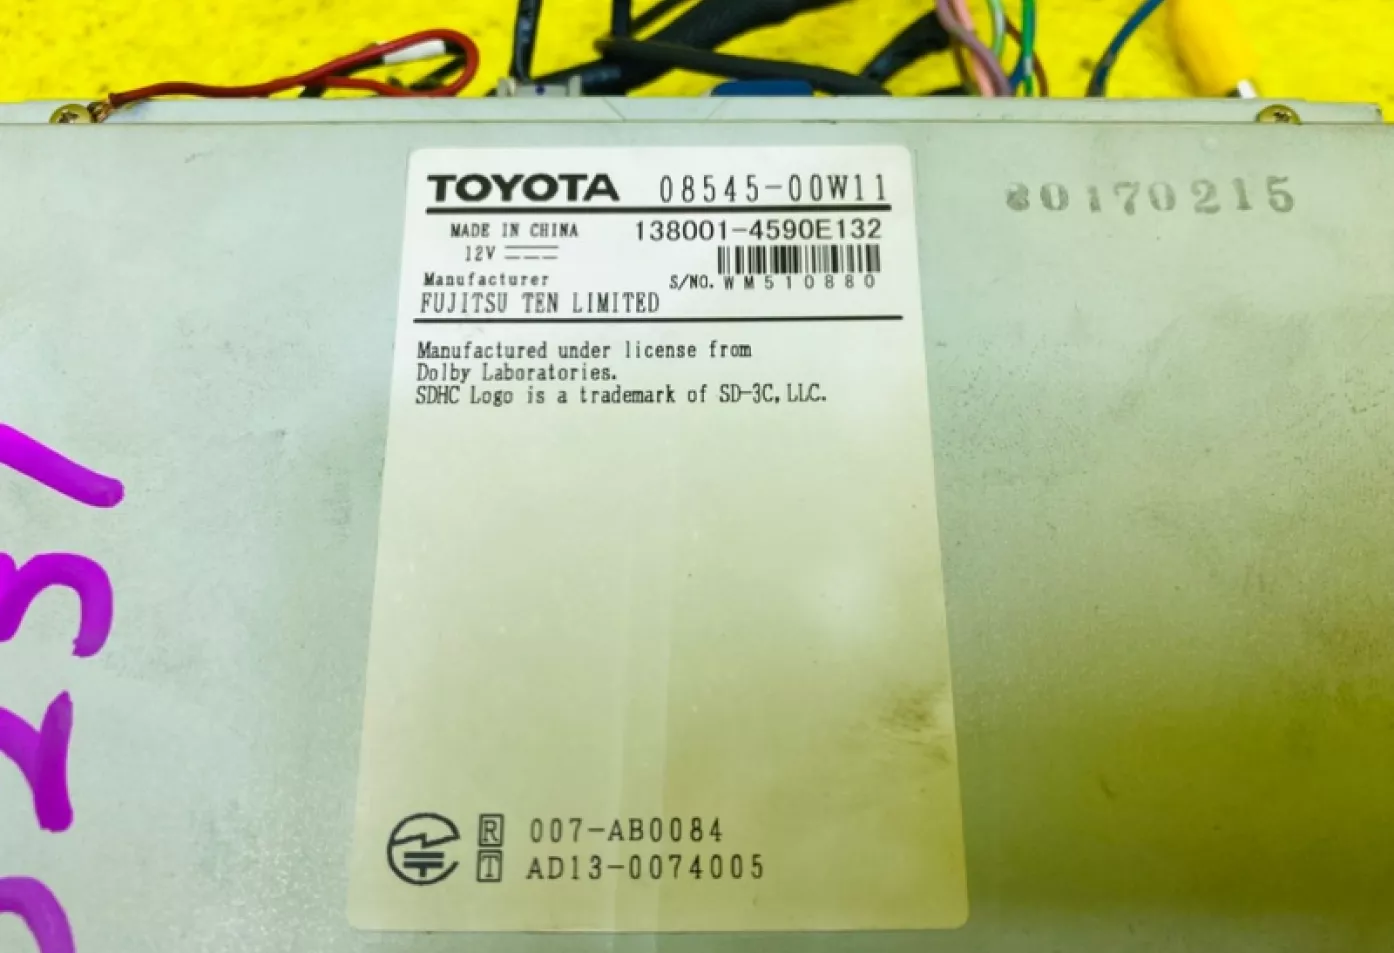 TOYOTA 08545-00W11
MADE IN CHINA 138001-4590E132
12V
Manufacturer S/NO. WM510880
FUJITSU TEN LIMITED
Manufactured under license from
Dolby Laboratories.
SDHC Logo is a trademark of SD-3C, LLC.
R 007-AB0084
T AD13-0074005